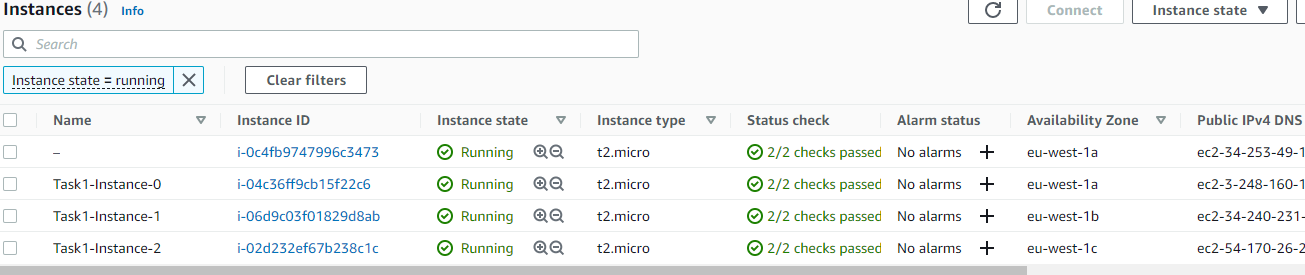 Instances (4) Info
Connect Instance state
Search
Instance state = running Clear filters
Name Instance ID Instance state Instance type Status check Alarm status Availability Zone Public IPv4 DNS
– i-0c4fb9747996c3473 Running t2.micro 2/2 checks passed No alarms + eu-west-1a ec2-34-253-49-1
Task1-Instance-0 i-04c36ff9cb15f22c6 Running t2.micro 2/2 checks passed No alarms + eu-west-1a ec2-3-248-160-1
Task1-Instance-1 i-06d9c03f01829d8ab Running t2.micro 2/2 checks passed No alarms + eu-west-1b ec2-34-240-231-
Task1-Instance-2 i-02d232ef67b238c1c Running t2.micro 2/2 checks passed No alarms + eu-west-1c ec2-54-170-26-2